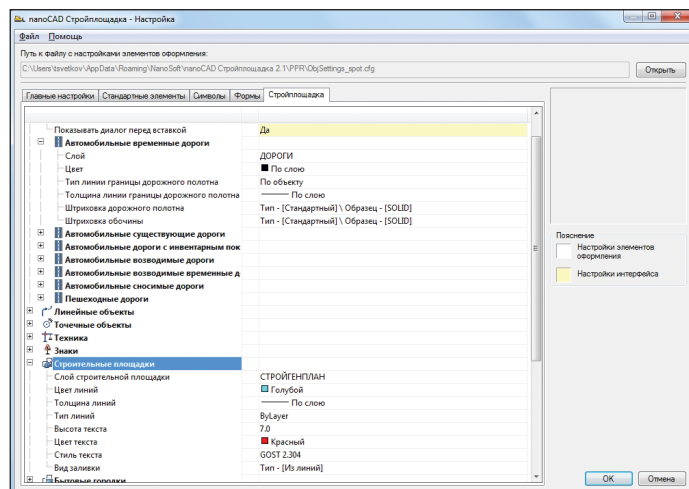 nanoCAD Стройплощадка - Настройка
Файл Помощь
Путь к файлу с настройками элементов оформления:
C:\Users\tsvetkov\AppData\Roaming\NanoSoft\nanoCAD Стройплощадка 2.1\PPR\ObjSettings_spot.cfg Открыть
Главные настройки Стандартные элементы Символы Формы Стройплощадка
Показывать диалог перед вставкой Да
Автомобильные временные дороги
Слой ДОРОГИ
Цвет По слою
Тип линии границы дорожного полотна По объекту
Толщина линии границы дорожного полотна По слою
Штриховка дорожного полотна Тип - [Стандартный] \ Образец - [SOLID]
Штриховка обочины Тип - [Стандартный] \ Образец - [SOLID]
Автомобильные существующие дороги
Автомобильные дороги с инвентарным пок
Автомобильные возводимые дороги
Автомобильные возводимые временные д
Автомобильные сносимые дороги
Пешеходные дороги
Линейные объекты
Точечные объекты
Техника
Знаки
Строительные площадки
Слой строительной площадки СТРОЙГЕНПЛАН
Цвет линий Голубой
Толщина линий По слою
Тип линий ByLayer
Высота текста 7.0
Цвет текста Красный
Стиль текста GOST 2.304
Вид заливки Тип - [Из линий]
Бытовые городки
Пояснение
Настройки элементов
оформления
Настройки интерфейса
OK Отмена